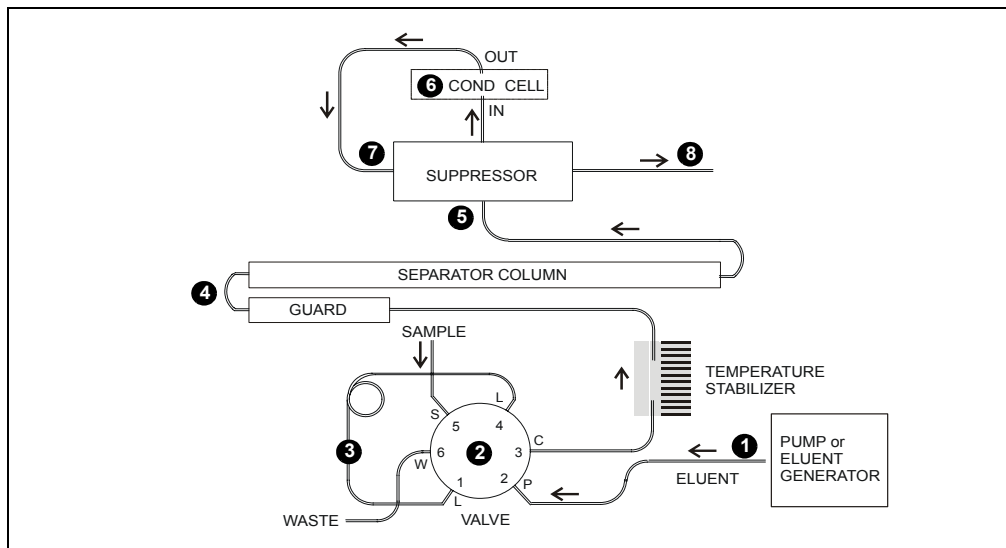 OUT
6 COND CELL
IN
7
8
SUPPRESSOR
5
SEPARATOR COLUMN
4
GUARD
SAMPLE
TEMPERATURE
STABILIZER
L
S
5
4
C
3
6
2
3
W
1
2
P
L
VALVE
WASTE
1
ELUENT
PUMP or
ELUENT
GENERATOR